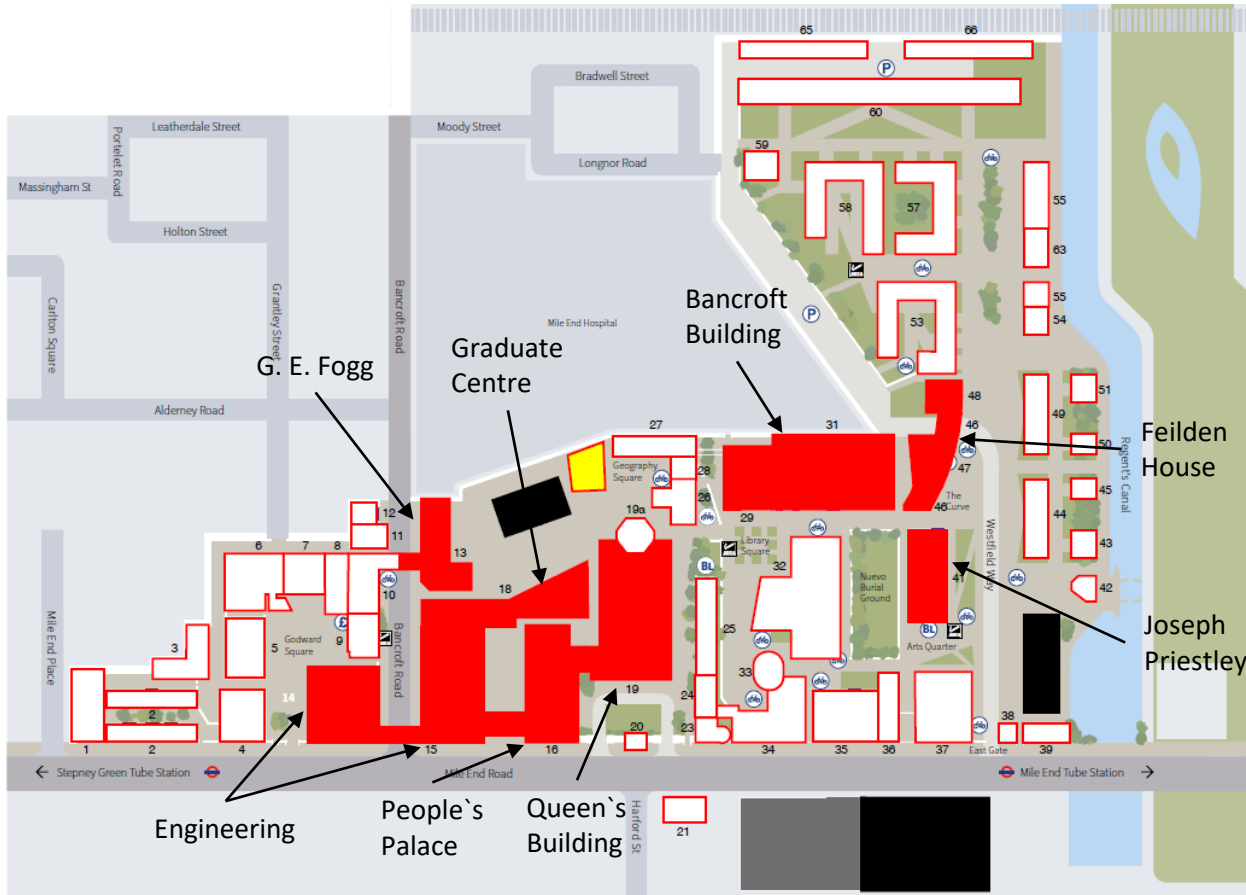 65
66
Bradwell Street
P
Leatherdale Street
Moody Street
60
Portelet Road
59
Longnor Road
Massingham St
55
58
57
Holton Street
63
Carlton Square
Grantley Street
Bancroft Road
Bancroft
Building
55
54
P
53
Mile End Hospital
Graduate
Centre
G. E. Fogg
51
48
49
Alderney Road
27
31
46
Feilden
House
50
Regent's Canal
Geography
Square
28
47
45
26
The
Curve
46
44
12
19a
29
11
Library
Square
43
6
7
8
13
BL
32
Westfield Way
10
18
Nuevo
Burial
Ground
41
42
£
25
Joseph
Priestley
Mile End Place
3
5
Godward
Square
9
Bancroft Road
BL
Arts Quarter
33
14
19
24
2
20
23
38
1
2
4
15
16
34
35
36
37
East Gate
39
← Stepney Green Tube Station
Mile End Road
Mile End Tube Station →
Engineering
People`s
Palace
Queen`s
Building
Harford St
21